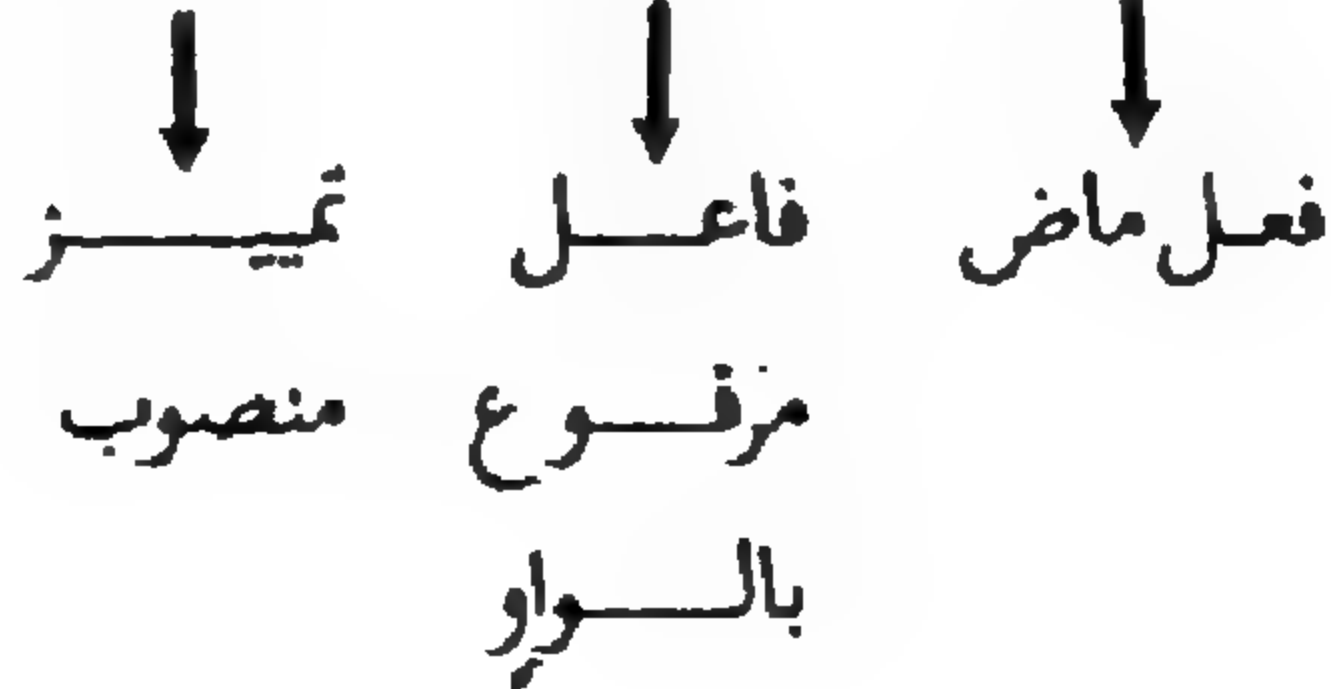 فعل ماض فاعل تمييز
مرفوع منصوب
بالواو